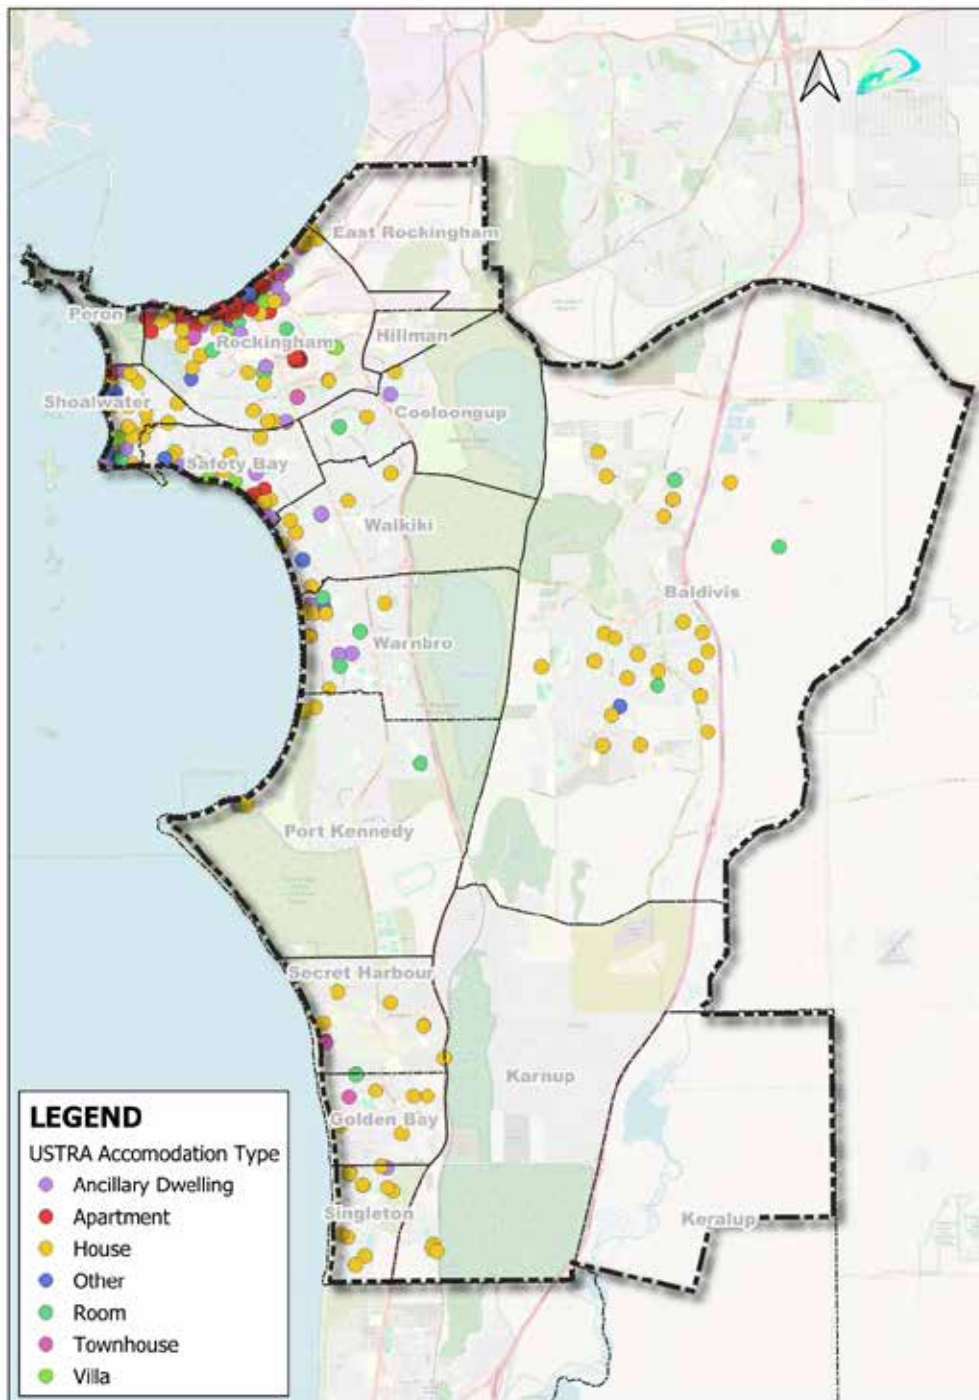 East Rockingham
Peron
Rockingham
Hillman
Shoalwater
Cooloongup
Safety Bay
Waikiki
Baldivis
Warnbro
Port Kennedy
Secret Harbour
Karnup
Golden Bay
Singleton
Keralup
LEGEND
USTRA Accomodation Type
Ancillary Dwelling
Apartment
House
Other
Room
Townhouse
Villa